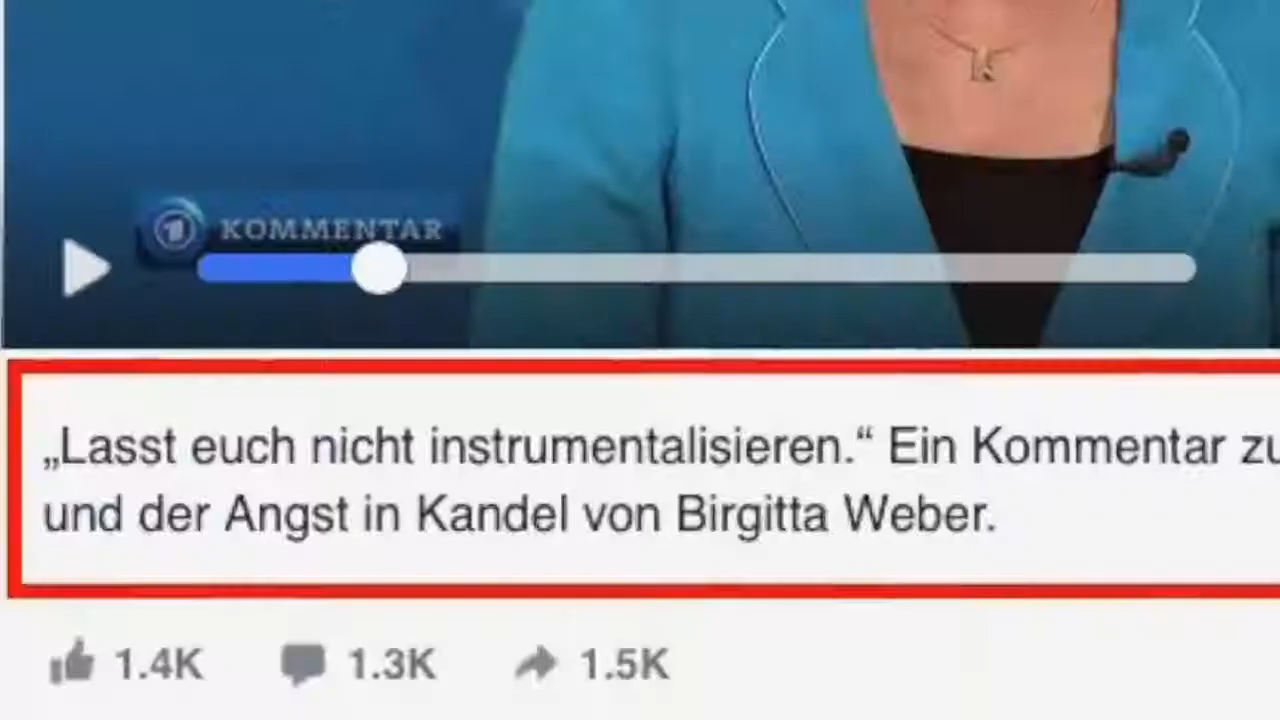 KOMMENTAR
„Lasst euch nicht instrumentalisieren.“ Ein Kommentar zu
und der Angst in Kandel von Birgitta Weber.
1.4K 1.3K 1.5K